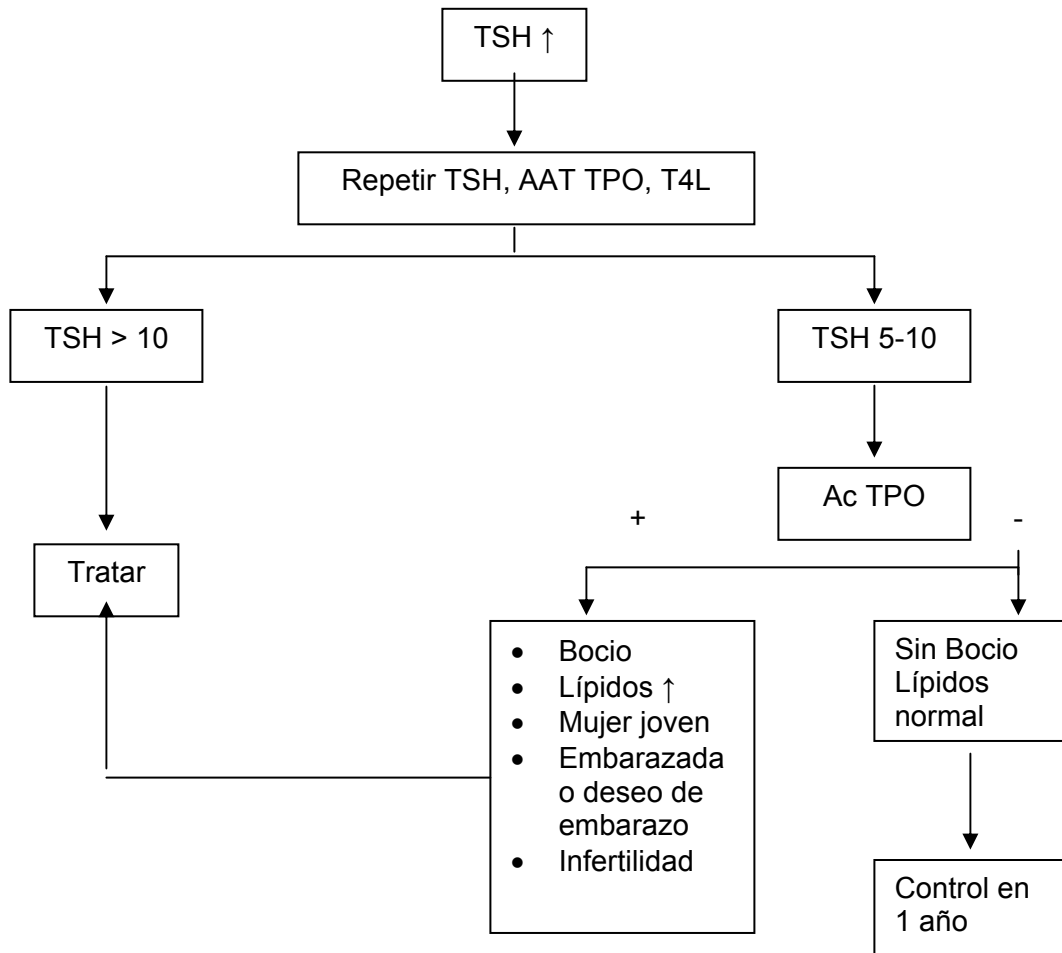 TSH ↑
Repetir TSH, AAT TPO, T4L
TSH > 10
TSH 5-10
Ac TPO
+
-
Tratar
• Bocio
• Lípidos ↑
• Mujer joven
• Embarazada
o deseo de
embarazo
• Infertilidad
Sin Bocio
Lípidos
normal
Control en
1 año